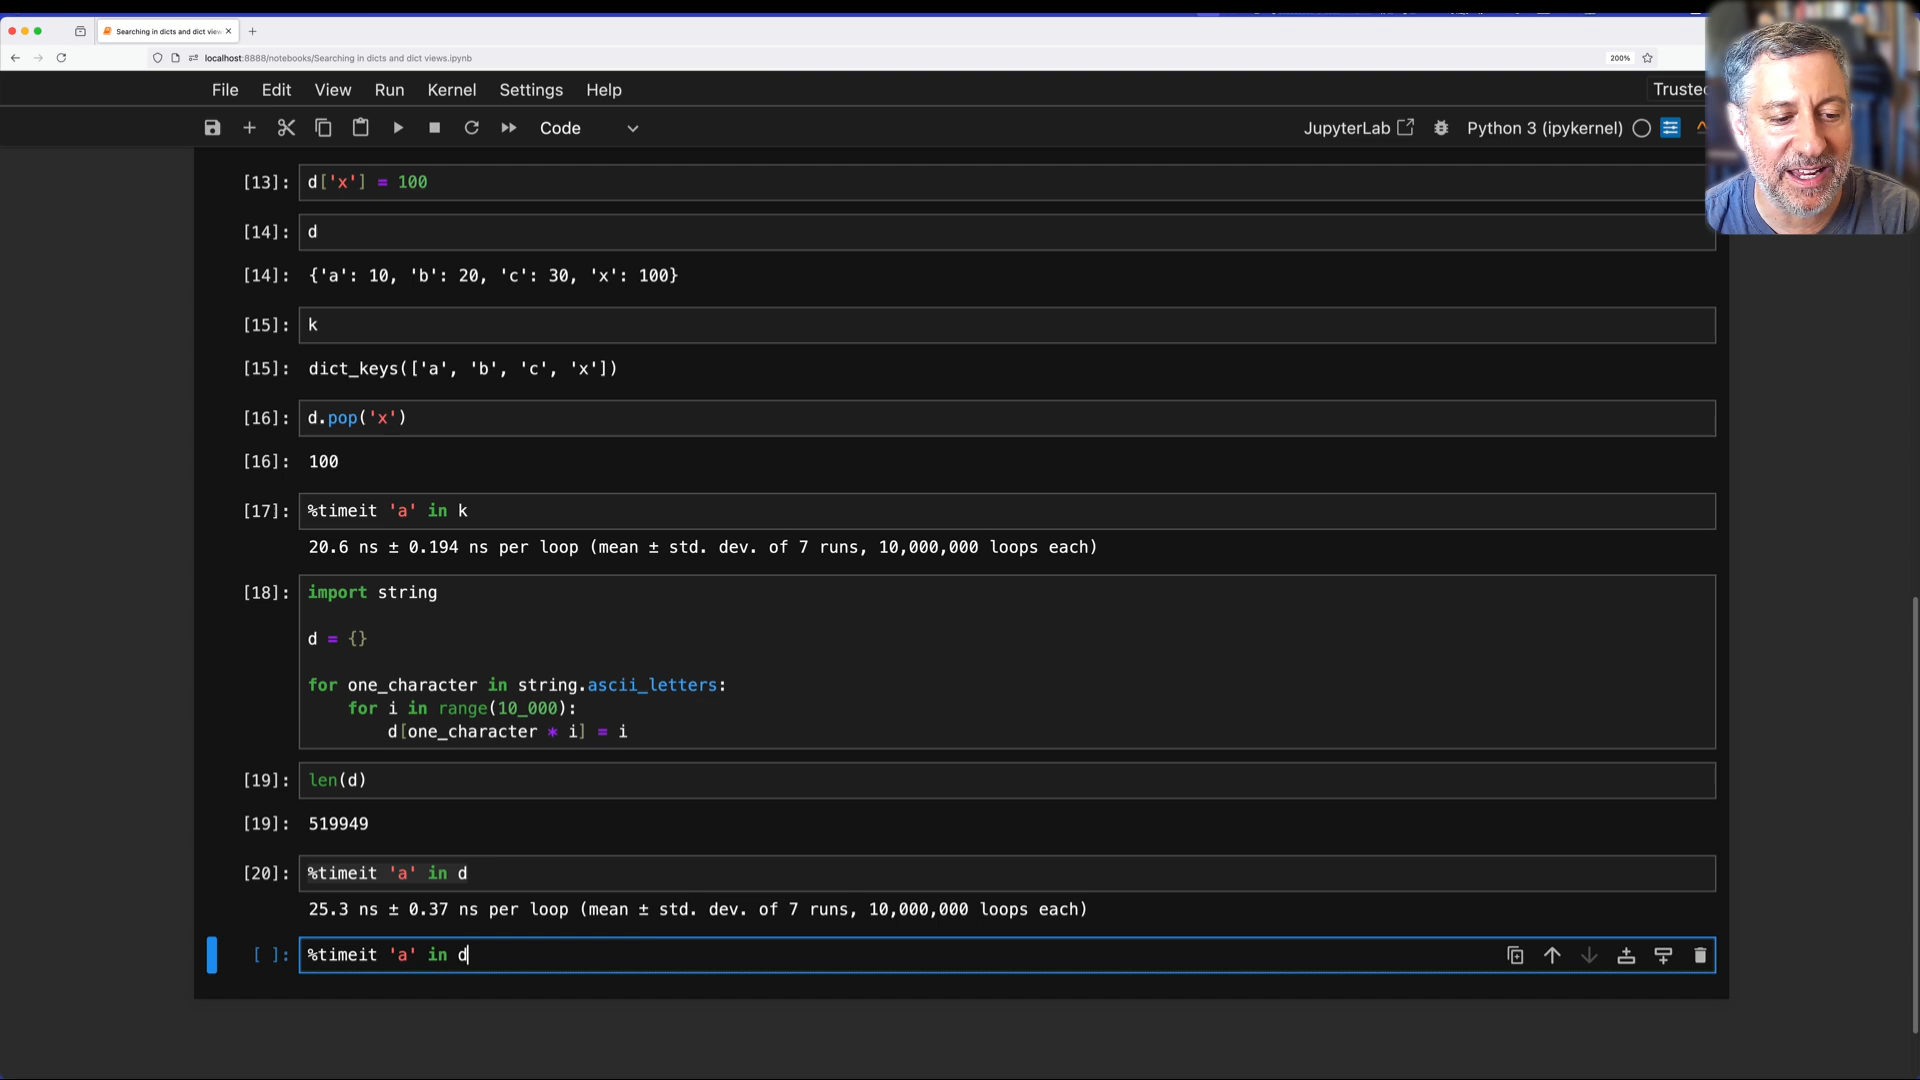 Searching in dicts and dict view
localhost:8888/notebooks/Searching in dicts and dict views.ipynb
200%
File Edit View Run Kernel Settings Help
Trusted
Code
JupyterLab
Python 3 (ipykernel)
[13]: d['x'] = 100
[14]: d
[14]: {'a': 10, 'b': 20, 'c': 30, 'x': 100}
[15]: k
[15]: dict_keys(['a', 'b', 'c', 'x'])
[16]: d.pop('x')
[16]: 100
[17]: %timeit 'a' in k
20.6 ns ± 0.194 ns per loop (mean ± std. dev. of 7 runs, 10,000,000 loops each)
[18]: import string
d = {}
for one_character in string.ascii_letters:
for i in range(10_000):
d[one_character * i] = i
[19]: len(d)
[19]: 519949
[20]: %timeit 'a' in d
25.3 ns ± 0.37 ns per loop (mean ± std. dev. of 7 runs, 10,000,000 loops each)
[ ]: %timeit 'a' in d